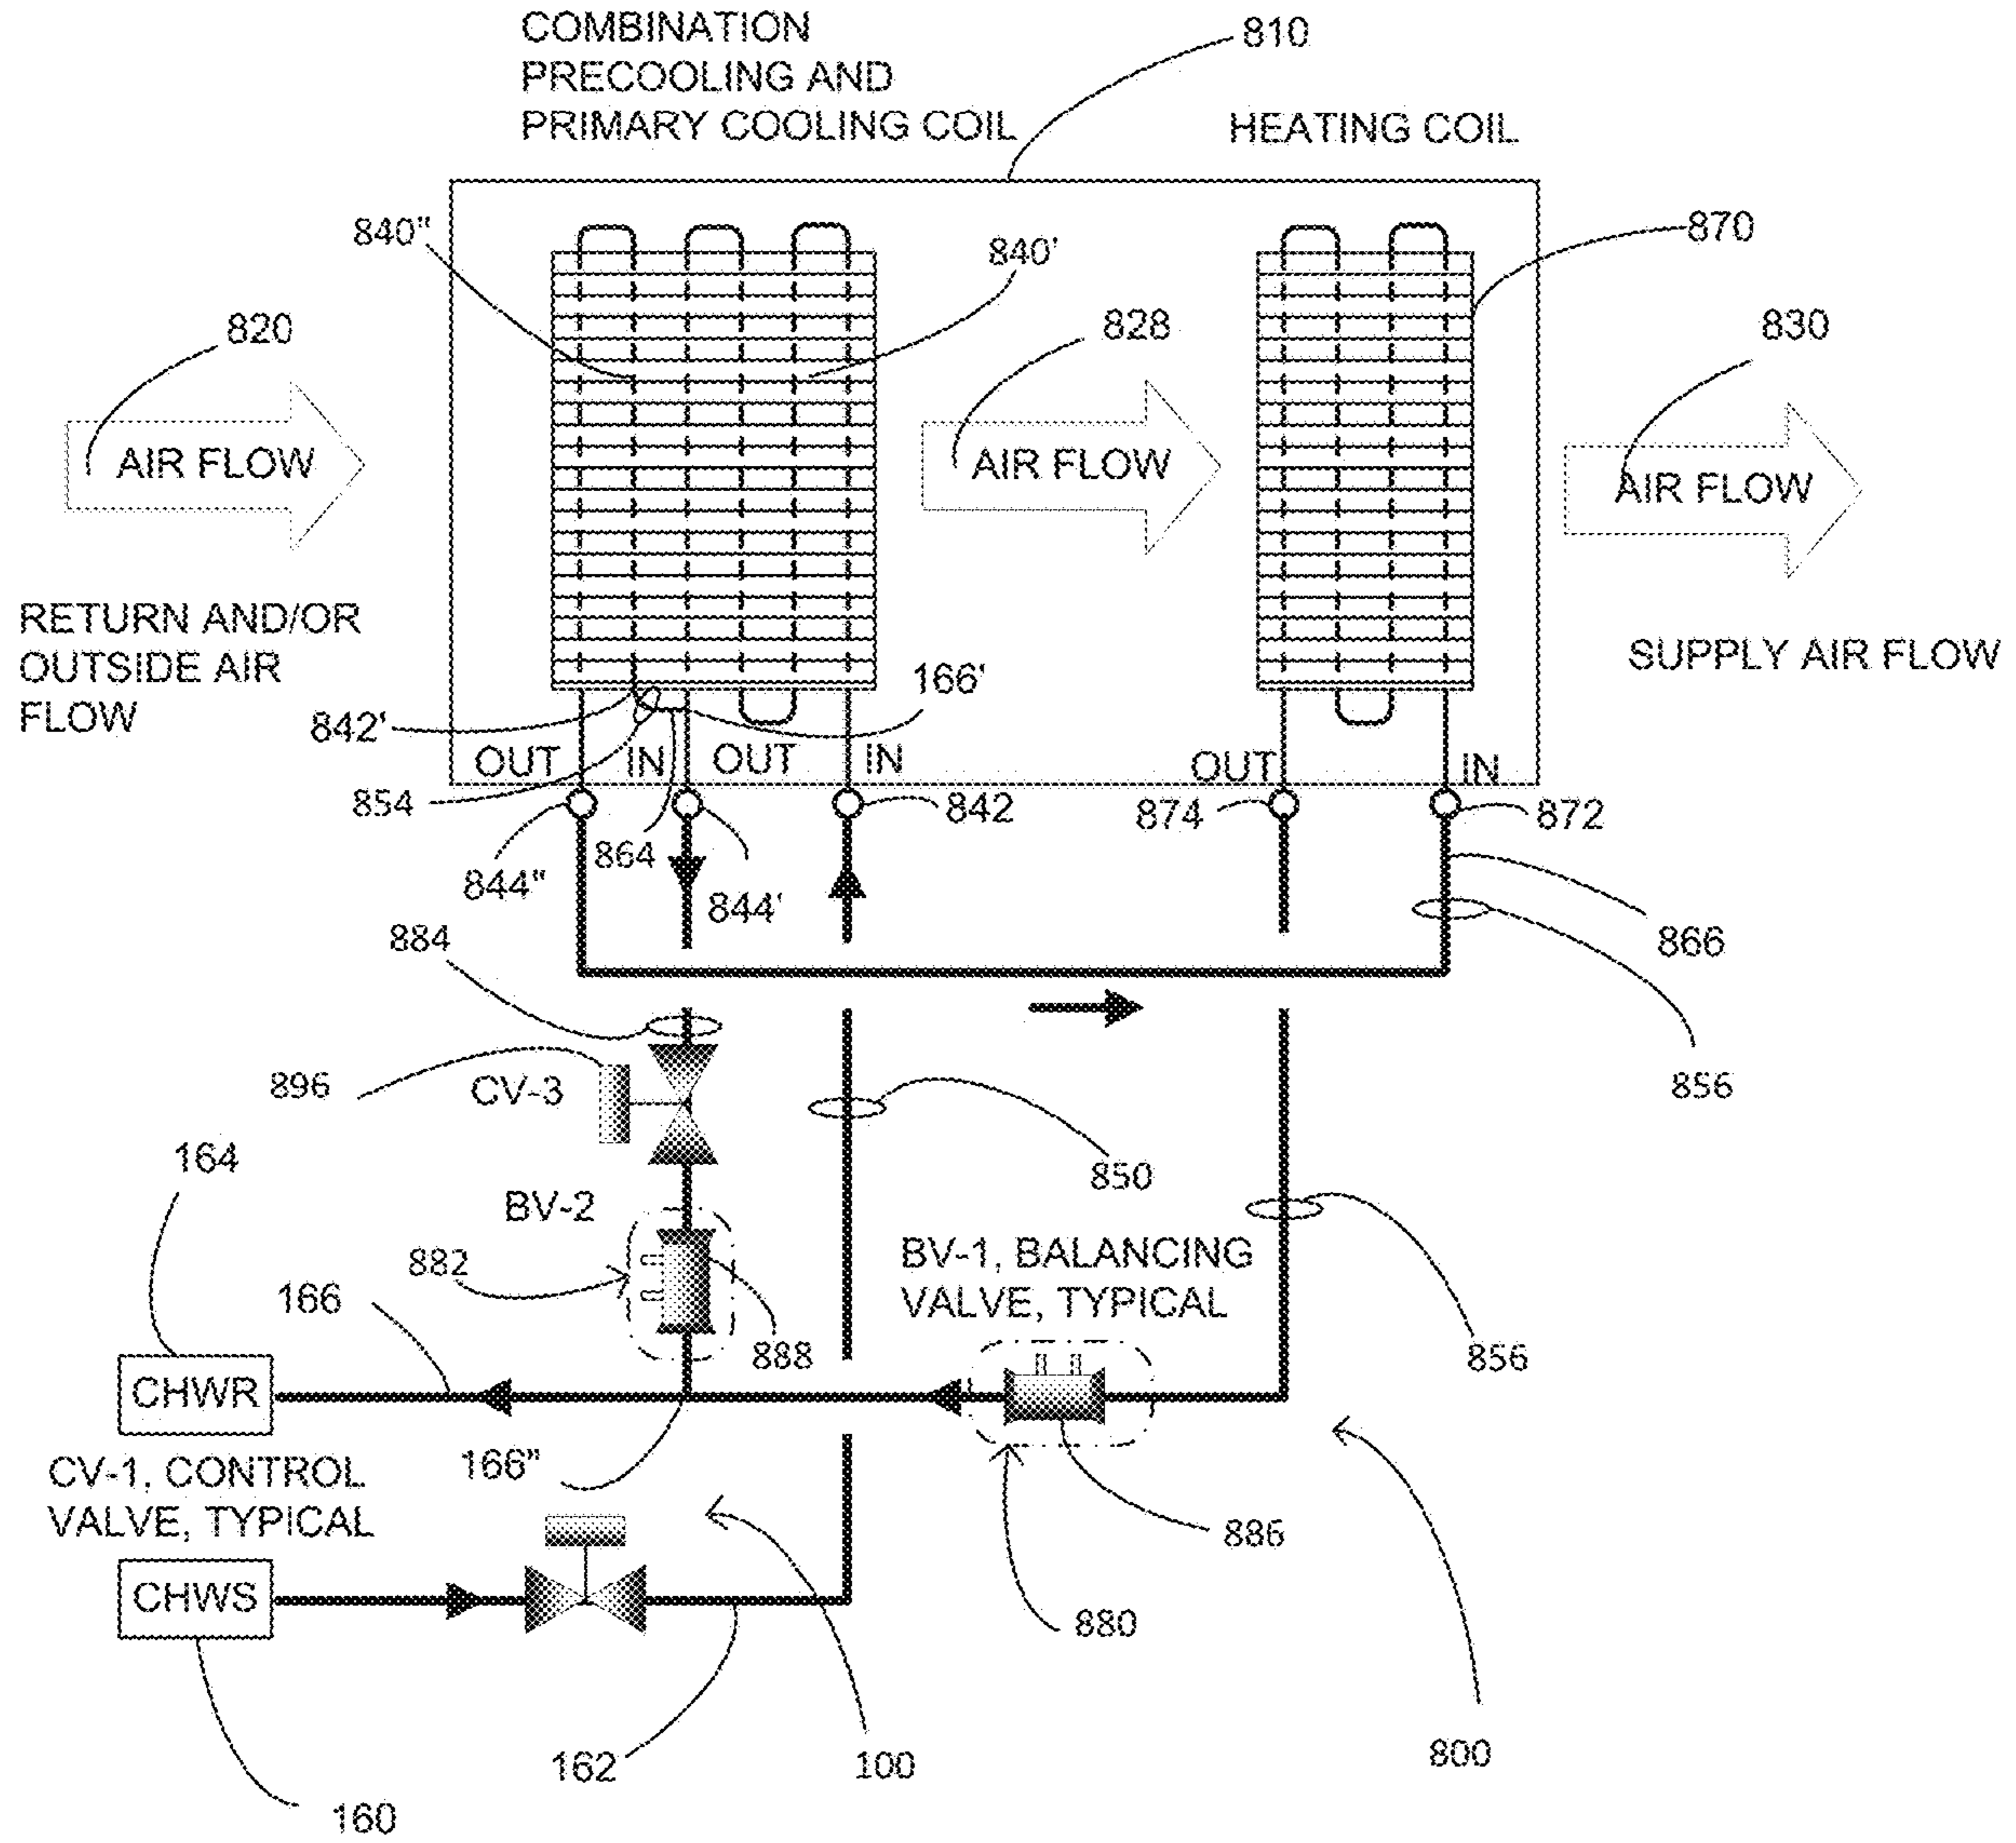 COMBINATION
PRECOOLING AND
PRIMARY COOLING COIL
810
HEATING COIL
840"
840'
870
820
828
830
AIR FLOW
AIR FLOW
AIR FLOW
RETURN AND/OR
OUTSIDE AIR
FLOW
SUPPLY AIR FLOW
166'
842'
OUT
IN
OUT
IN
OUT
IN
854
842
874
872
864
844"
844'
884
866
896
CV-3
856
164
850
BV-2
882
BV-1, BALANCING
VALVE, TYPICAL
166
888
856
CHWR
166"
CV-1, CONTROL
VALVE, TYPICAL
886
CHWS
880
162
100
800
160